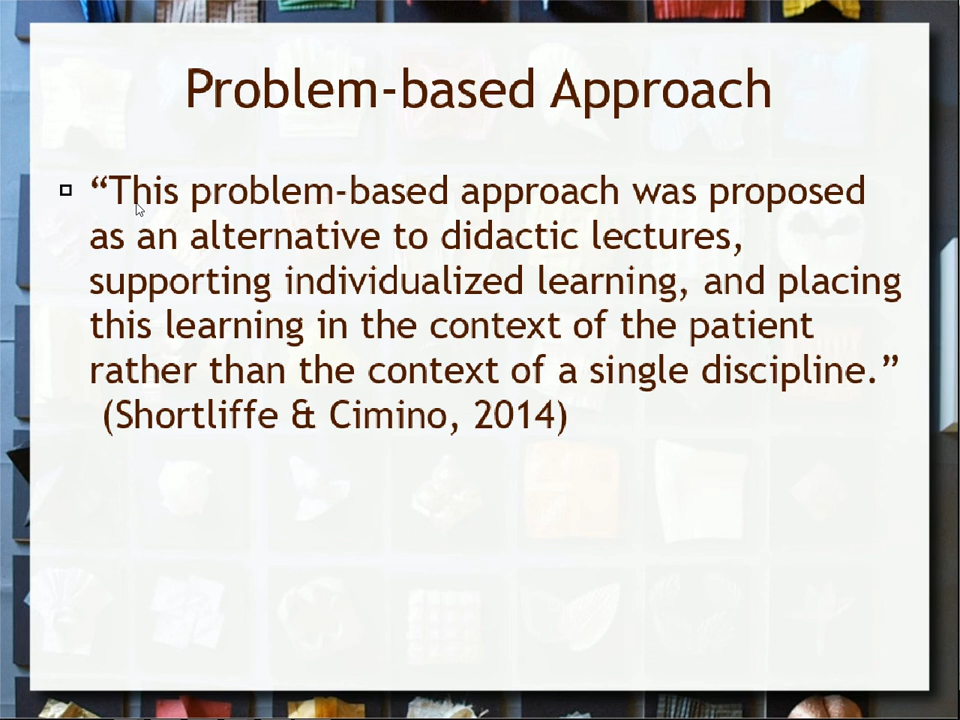 Problem-based Approach
“This problem-based approach was proposed
as an alternative to didactic lectures,
supporting individualized learning, and placing
this learning in the context of the patient
rather than the context of a single discipline.”
(Shortliffe & Cimino, 2014)